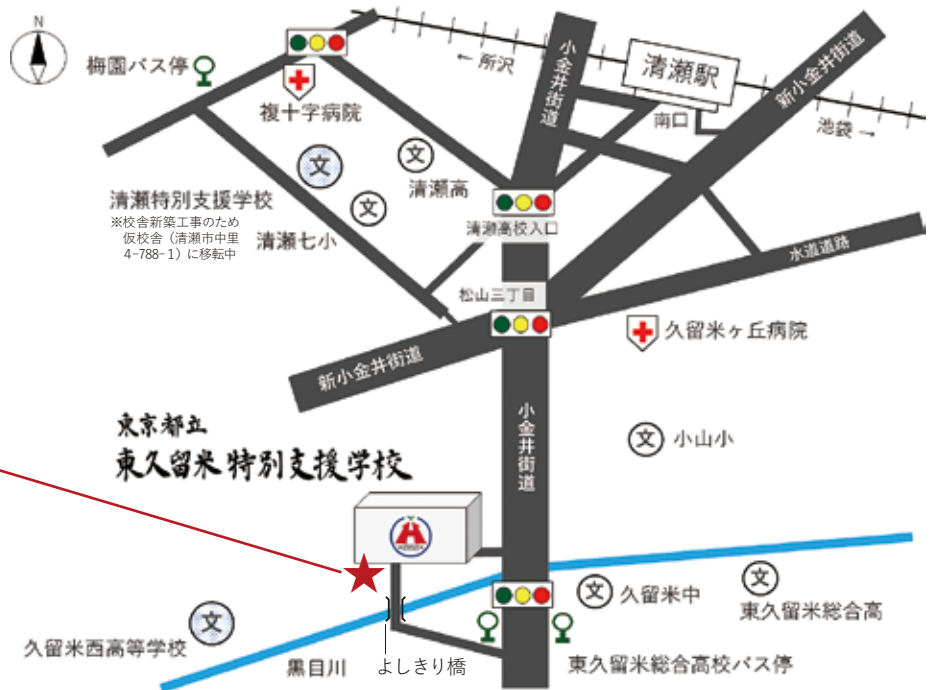 N
梅園バス停
複十字病院
← 所沢
小金井街道
清瀬駅
南口
新小金井街道
池袋 →
文
文
清瀬高
清瀬特別支援学校
※校舎新築工事のため
仮校舎（清瀬市中里
4-788-1）に移転中
文
清瀬七小
清瀬高校入口
水道道路
松山三丁目
久留米ヶ丘病院
新小金井街道
小金井街道
文
小山小
東京都立
東久留米特別支援学校
文
久留米中
文
東久留米総合高
文
久留米西高等学校
黒目川
よしきり橋
東久留米総合高校バス停